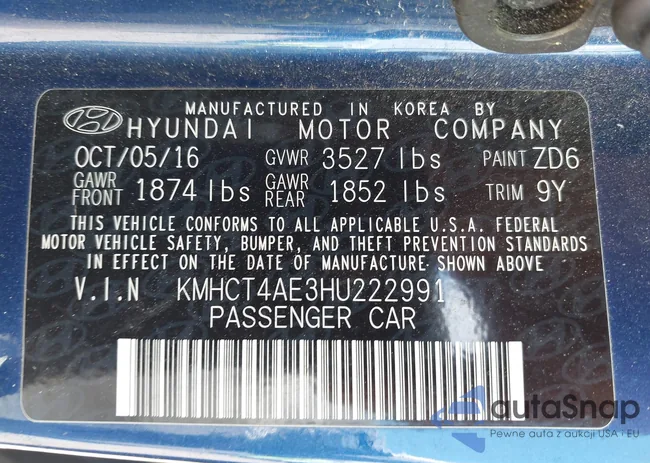 MANUFACTURED IN KOREA BY
HYUNDAI MOTOR COMPANY
OCT/05/16 GVWR 3527 lbs PAINT ZD6
GAWR FRONT 1874 lbs GAWR REAR 1852 lbs TRIM 9Y
THIS VEHICLE CONFORMS TO ALL APPLICABLE U.S.A. FEDERAL
MOTOR VEHICLE SAFETY, BUMPER, AND THEFT PREVENTION STANDARDS
IN EFFECT ON THE DATE OF MANUFACTURE SHOWN ABOVE
V.I.N KMHCT4AE3HU222991
PASSENGER CAR
autaSnap
Pewne auta z aukcji USA i EU